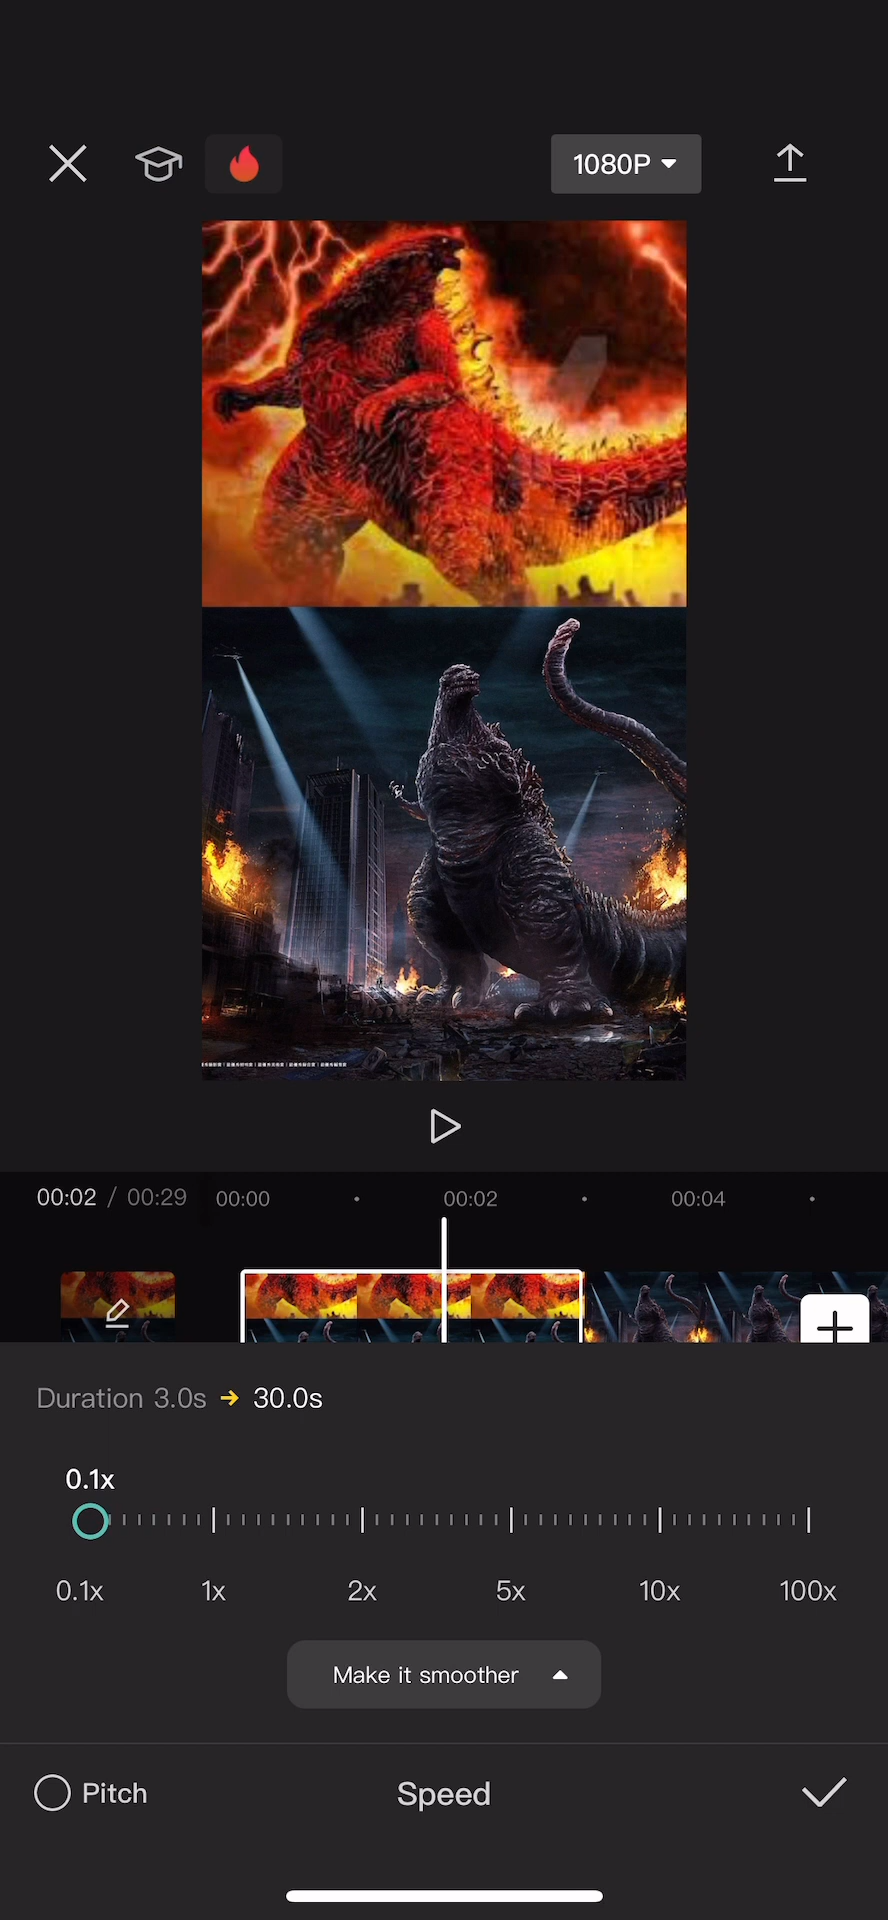 1080P
00:02 / 00:29
00:00
00:02
00:04
Duration 3.0s → 30.0s
0.1x
0.1x 1x 2x 5x 10x 100x
Make it smoother
Pitch
Speed